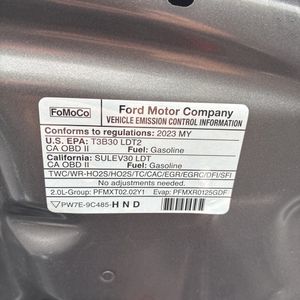 FoMoCo
Ford Motor Company
VEHICLE EMISSION CONTROL INFORMATION
Conforms to regulations: 2023 MY
U.S. EPA: T3B30 LDT2
CA OBD II Fuel: Gasoline
California: SULEV30 LDT
CA OBD II Fuel: Gasoline
TWC/WR-HO2S/HO2S/TC/CAC/EGR/EGRC/DFI/SFI
No adjustments needed.
2.0L-Group: PFMXT02.02Y1 Evap: PFMXR0125GDF
PW7E-9C485-HND